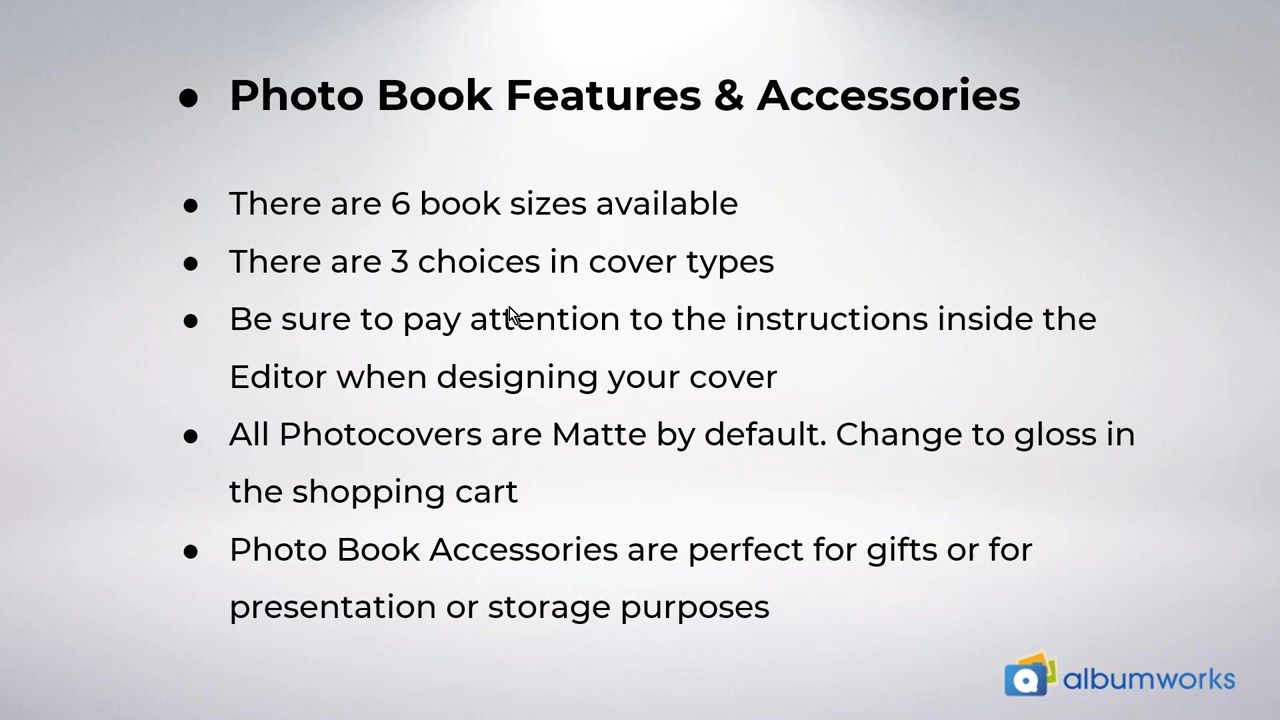 ● Photo Book Features & Accessories
● There are 6 book sizes available
● There are 3 choices in cover types
● Be sure to pay attention to the instructions inside the
Editor when designing your cover
● All Photocovers are Matte by default. Change to gloss in
the shopping cart
● Photo Book Accessories are perfect for gifts or for
presentation or storage purposes
albumworks